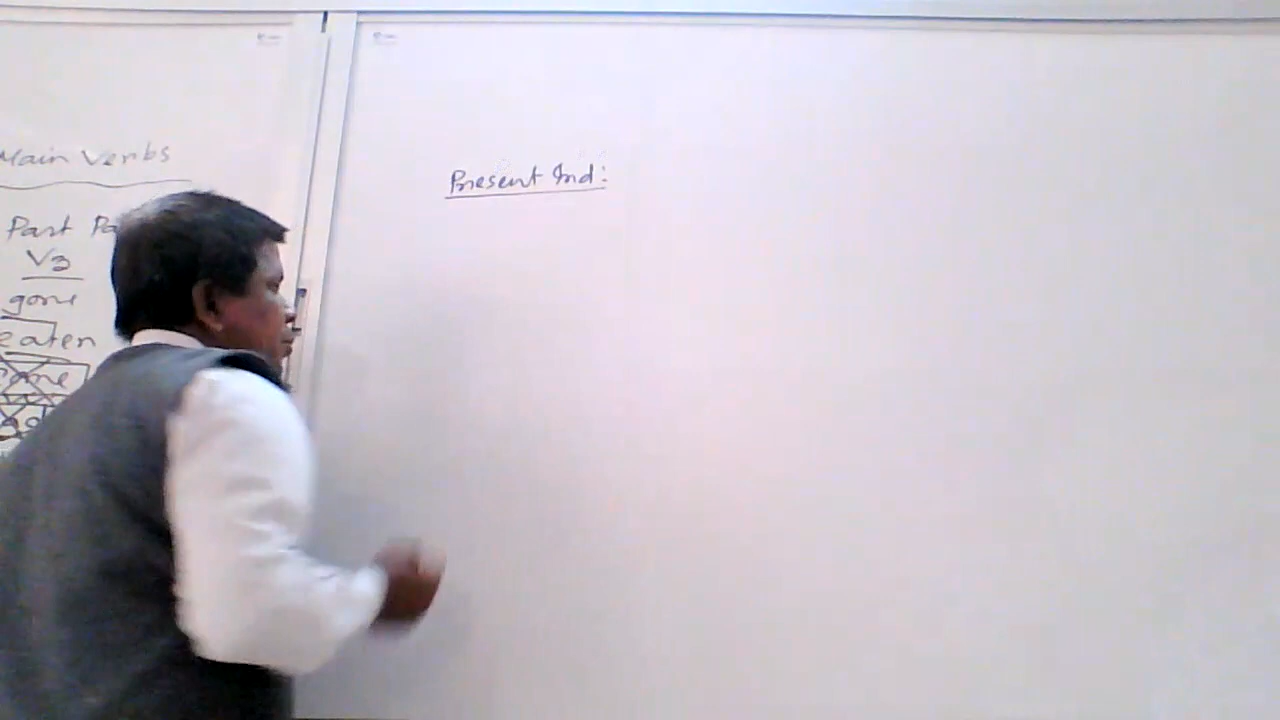 Main Verbs
Past Pa
V3
gone
eaten
Present Ind: